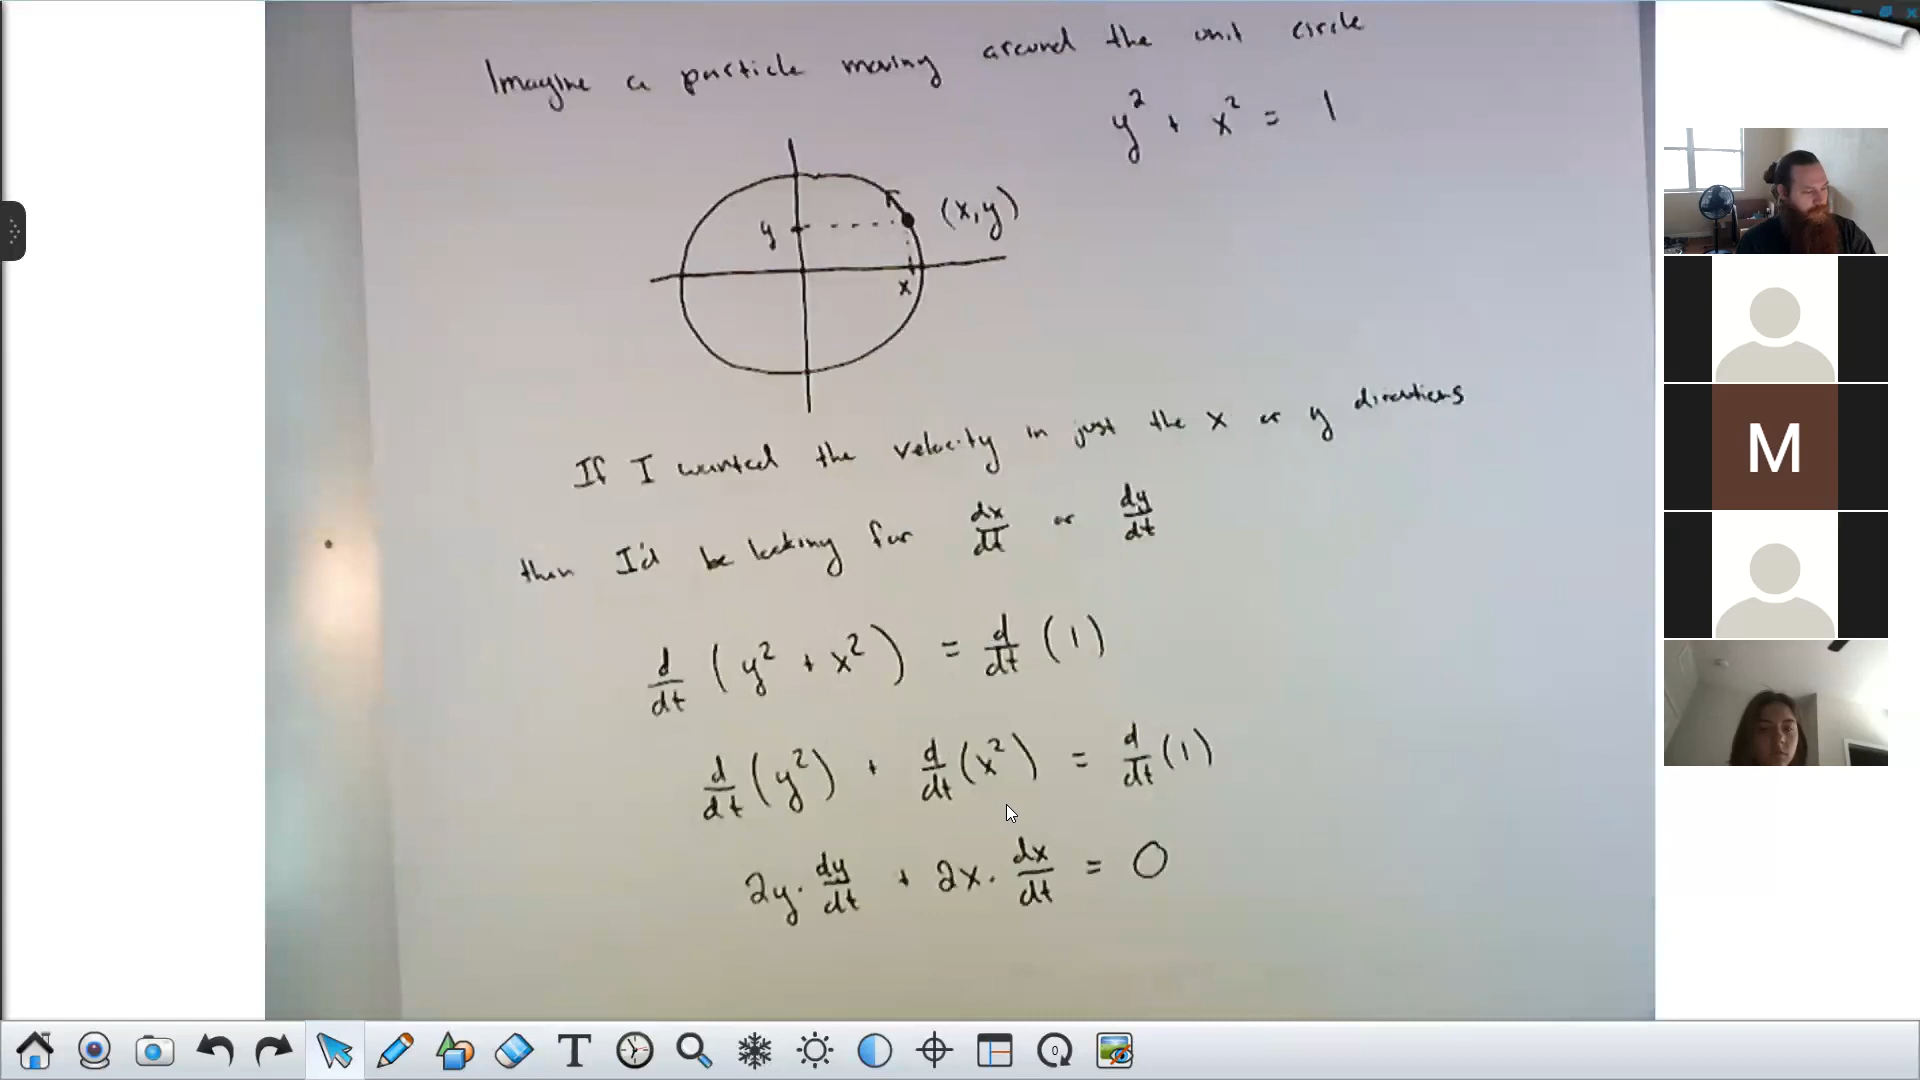 Imagine a particle moving around the unit circle
y² + x² = 1
(x,y)
y
x
If I wanted the velocity in just the x or y directions
then I'd be looking for dx/dt or dy/dt
d/dt (y² + x²) = d/dt (1)
d/dt (y²) + d/dt (x²) = d/dt (1)
2y · dy/dt + 2x · dx/dt = 0
M
T
0